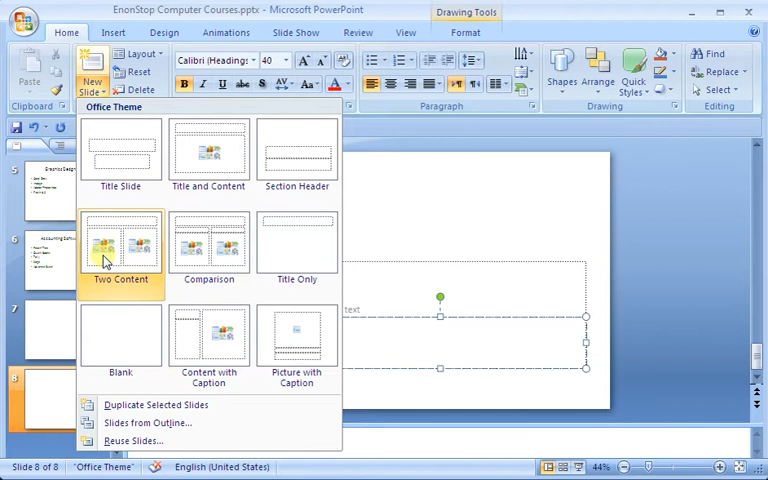 EnonStop Computer Courses.pptx - Microsoft PowerPoint
Drawing Tools
Home
Insert
Design
Animations
Slide Show
Review
View
Format
Paste
Clipboard
New
Slide
Layout
Reset
Delete
Calibri (Headings)
40
B I U abc S AV Aa A
Paragraph
Shapes
Arrange
Quick
Styles
Drawing
Find
Replace
Select
Editing
Office Theme
Title Slide
Title and Content
Section Header
Two Content
Comparison
Title Only
Blank
Content with
Caption
Picture with
Caption
Duplicate Selected Slides
Slides from Outline...
Reuse Slides...
5
6
7
8
text
Slide 8 of 8
"Office Theme"
English (United States)
44%